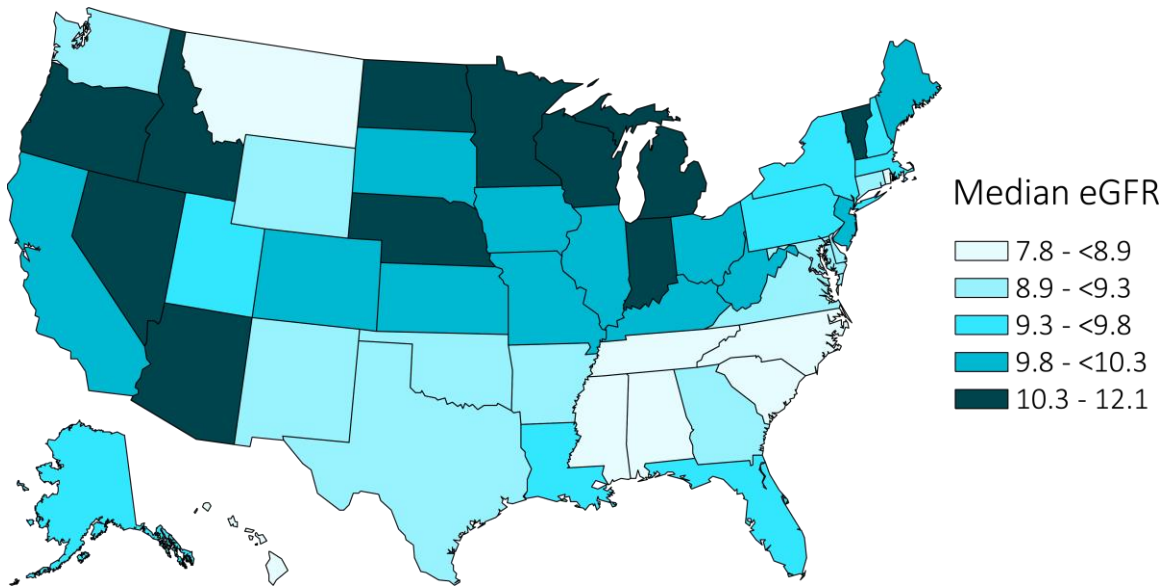 Median eGFR
7.8 - <8.9
8.9 - <9.3
9.3 - <9.8
9.8 - <10.3
10.3 - 12.1